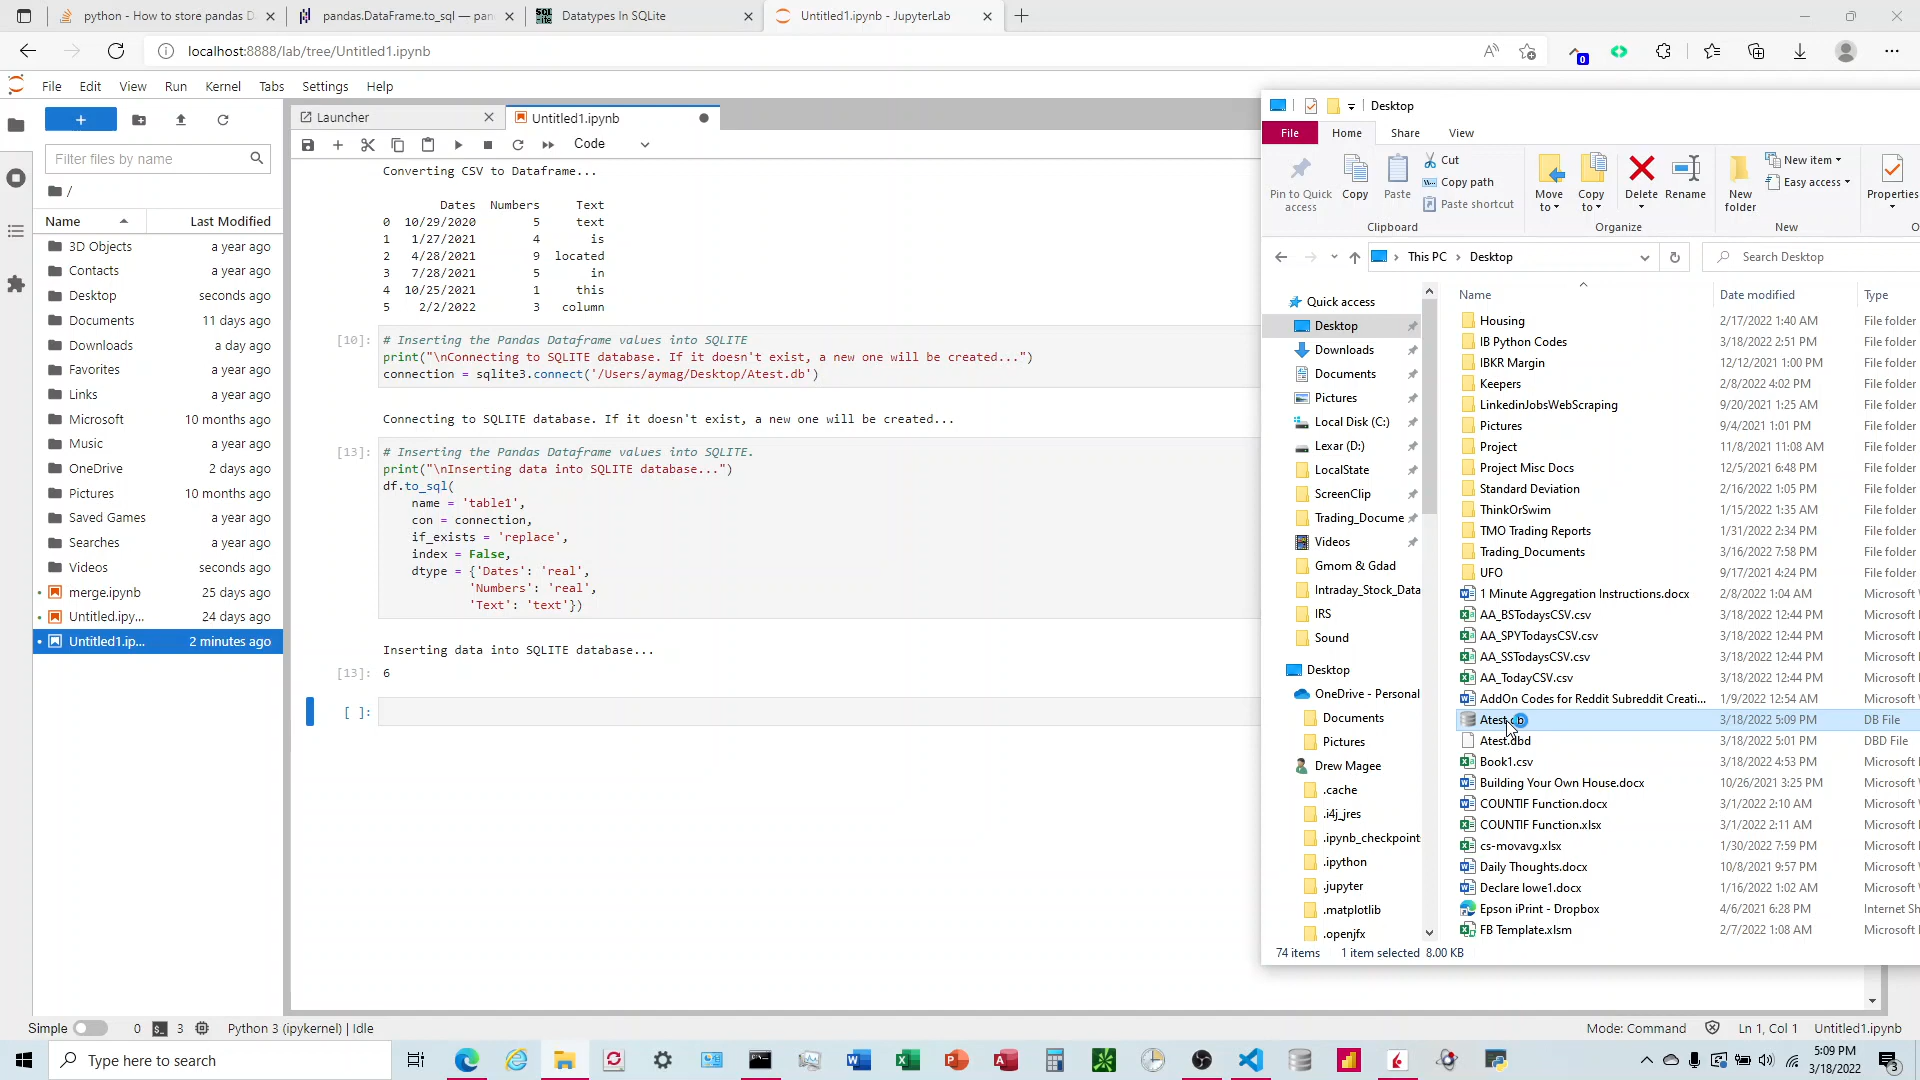 python - How to store pandas D
pandas.DataFrame.to_sql — pan
Datatypes In SQLite
Untitled1.ipynb - JupyterLab
localhost:8888/lab/tree/Untitled1.ipynb
0
File Edit View Run Kernel Tabs Settings Help
Launcher
Untitled1.ipynb
Code
Filter files by name
/
Name Last Modified
3D Objects a year ago
Contacts a year ago
Desktop seconds ago
Documents 11 days ago
Downloads a day ago
Favorites a year ago
Links a year ago
Microsoft 10 months ago
Music a year ago
OneDrive 2 days ago
Pictures 10 months ago
Saved Games a year ago
Searches a year ago
Videos seconds ago
merge.ipynb 25 days ago
Untitled.ipy... 24 days ago
Untitled1.ip... 2 minutes ago
Converting CSV to Dataframe...
Dates Numbers Text
0 10/29/2020 5 text
1 1/27/2021 4 is
2 4/28/2021 9 located
3 7/28/2021 5 in
4 10/25/2021 1 this
5 2/2/2022 3 column
[10]: # Inserting the Pandas Dataframe values into SQLITE
print("\nConnecting to SQLITE database. If it doesn't exist, a new one will be created...")
connection = sqlite3.connect('/Users/aymag/Desktop/Atest.db')
Connecting to SQLITE database. If it doesn't exist, a new one will be created...
[13]: # Inserting the Pandas Dataframe values into SQLITE.
print("\nInserting data into SQLITE database...")
df.to_sql(
name = 'table1',
con = connection,
if_exists = 'replace',
index = False,
dtype = {'Dates': 'real',
'Numbers': 'real',
'Text': 'text'})
Inserting data into SQLITE database...
[13]: 6
[ ]:
Desktop
File Home Share View
Pin to Quick access
Copy
Paste
Cut
Copy path
Paste shortcut
Clipboard
Move to
Copy to
Delete
Rename
Organize
New folder
New item
Easy access
New
Properties
O
This PC > Desktop
Search Desktop
Quick access
Desktop
Downloads
Documents
Pictures
Local Disk (C:)
Lexar (D:)
LocalState
ScreenClip
Trading_Docume
Videos
Gmom & Gdad
Intraday_Stock_Data
IRS
Sound
Desktop
OneDrive - Personal
Documents
Pictures
Drew Magee
.cache
.i4j_jres
.ipynb_checkpoint
.ipython
.jupyter
.matplotlib
.openjfx
Name Date modified Type
Housing 2/17/2022 1:40 AM File folder
IB Python Codes 3/18/2022 2:51 PM File folder
IBKR Margin 12/12/2021 1:00 PM File folder
Keepers 2/8/2022 4:02 PM File folder
LinkedinJobsWebScraping 9/20/2021 1:25 AM File folder
Pictures 9/4/2021 1:01 PM File folder
Project 11/8/2021 11:08 AM File folder
Project Misc Docs 12/5/2021 6:48 PM File folder
Standard Deviation 2/16/2022 1:05 PM File folder
ThinkOrSwim 1/15/2022 1:35 AM File folder
TMO Trading Reports 1/31/2022 2:34 PM File folder
Trading_Documents 3/16/2022 7:58 PM File folder
UFO 9/17/2021 4:24 PM File folder
1 Minute Aggregation Instructions.docx 2/8/2022 1:04 AM Microsoft
AA_BSTodaysCSV.csv 3/18/2022 12:44 PM Microsoft
AA_SPYTodaysCSV.csv 3/18/2022 12:44 PM Microsoft
AA_SSTodaysCSV.csv 3/18/2022 12:44 PM Microsoft
AA_TodayCSV.csv 3/18/2022 12:44 PM Microsoft
AddOn Codes for Reddit Subreddit Creati... 1/9/2022 12:54 AM Microsoft
Atest.db 3/18/2022 5:09 PM DB File
Atest.dbd 3/18/2022 5:01 PM DBD File
Book1.csv 3/18/2022 4:53 PM Microsoft
Building Your Own House.docx 10/26/2021 3:25 PM Microsoft
COUNTIF Function.docx 3/1/2022 2:10 AM Microsoft
COUNTIF Function.xlsx 3/1/2022 2:11 AM Microsoft
cs-movavg.xlsx 1/30/2022 7:59 PM Microsoft
Daily Thoughts.docx 10/8/2021 9:57 PM Microsoft
Declare lowe1.docx 1/16/2022 1:02 AM Microsoft
Epson iPrint - Dropbox 4/6/2021 6:28 PM Internet Sh
FB Template.xlsm 2/7/2022 1:08 AM Microsoft
74 items 1 item selected 8.00 KB
Simple 0 3 Python 3 (ipykernel) | Idle
Mode: Command Ln 1, Col 1 Untitled1.ipynb
Type here to search
5:09 PM
3/18/2022
3